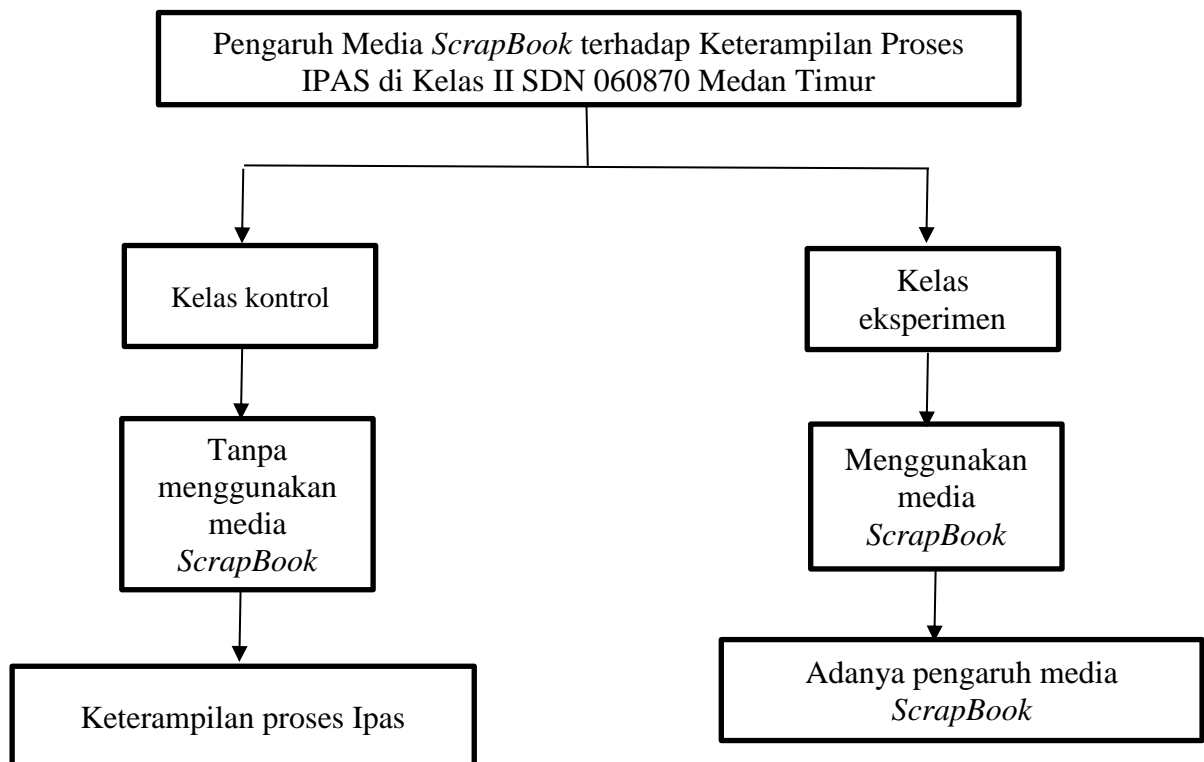 Pengaruh Media ScrapBook terhadap Keterampilan Proses
IPAS di Kelas II SDN 060870 Medan Timur
Kelas kontrol
Kelas
eksperimen
Tanpa
menggunakan
media
ScrapBook
Menggunakan
media
ScrapBook
Keterampilan proses Ipas
Adanya pengaruh media
ScrapBook